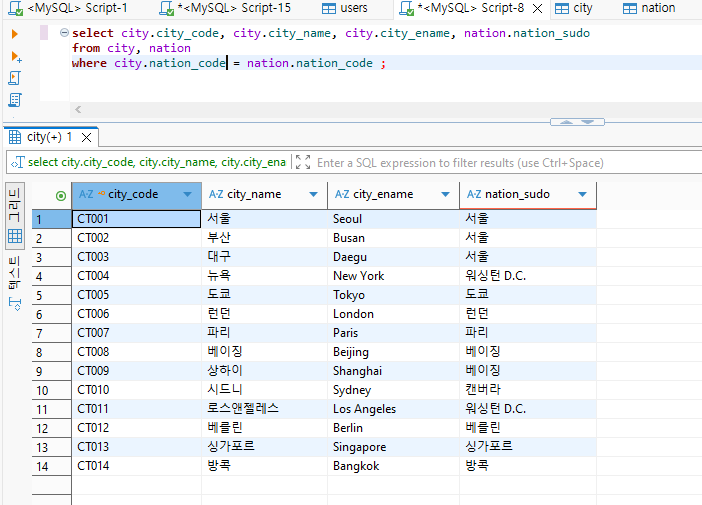 <MySQL> Script-1 *<MySQL> Script-15 users *<MySQL> Script-8 city nation
select city.city_code, city.city_name, city.city_ename, nation.nation_sudo
from city, nation
where city.nation_code = nation.nation_code ;
city(+) 1
select city.city_code, city.city_name, city.city_ena Enter a SQL expression to filter results (use Ctrl+Space)
그리드
텍스트
A-Z city_code A-Z city_name A-Z city_ename A-Z nation_sudo
1 CT001 서울 Seoul 서울
2 CT002 부산 Busan 서울
3 CT003 대구 Daegu 서울
4 CT004 뉴욕 New York 워싱턴 D.C.
5 CT005 도쿄 Tokyo 도쿄
6 CT006 런던 London 런던
7 CT007 파리 Paris 파리
8 CT008 베이징 Beijing 베이징
9 CT009 상하이 Shanghai 베이징
10 CT010 시드니 Sydney 캔버라
11 CT011 로스앤젤레스 Los Angeles 워싱턴 D.C.
12 CT012 베를린 Berlin 베를린
13 CT013 싱가포르 Singapore 싱가포르
14 CT014 방콕 Bangkok 방콕